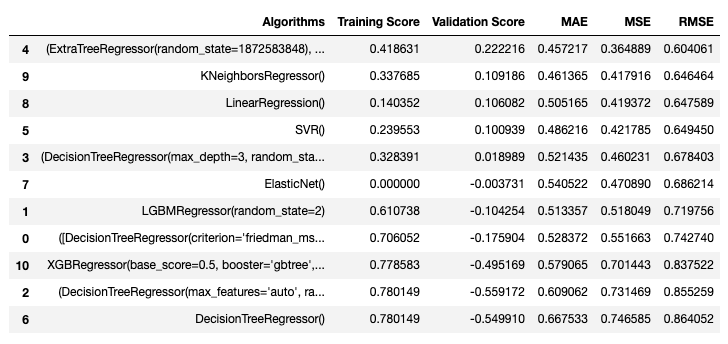 Algorithms Training Score Validation Score MAE MSE RMSE
4 (ExtraTreeRegressor(random_state=1872583848), ... 0.418631 0.222216 0.457217 0.364889 0.604061
9 KNeighborsRegressor() 0.337685 0.109186 0.461365 0.417916 0.646464
8 LinearRegression() 0.140352 0.106082 0.505165 0.419372 0.647589
5 SVR() 0.239553 0.100939 0.486216 0.421785 0.649450
3 (DecisionTreeRegressor(max_depth=3, random_sta... 0.328391 0.018989 0.521435 0.460231 0.678403
7 ElasticNet() 0.000000 -0.003731 0.540522 0.470890 0.686214
1 LGBMRegressor(random_state=2) 0.610738 -0.104254 0.513357 0.518049 0.719756
0 ([DecisionTreeRegressor(criterion='friedman_ms... 0.706052 -0.175904 0.528372 0.551663 0.742740
10 XGBRegressor(base_score=0.5, booster='gbtree',... 0.778583 -0.495169 0.579065 0.701443 0.837522
2 (DecisionTreeRegressor(max_features='auto', ra... 0.780149 -0.559172 0.609062 0.731469 0.855259
6 DecisionTreeRegressor() 0.780149 -0.549910 0.667533 0.746585 0.864052